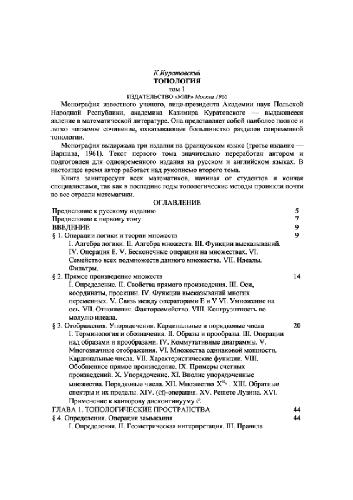 К.Куратовский
ТОПОЛОГИЯ
том 1
ИЗДАТЕЛЬСТВО «МИР» Москва 1966
Монография известного ученого, вице-президента Академии наук Польской
Народной Республики, академика Казимира Куратовского — выдающееся
явление в математической литературе. Она представляет собой наиболее полное и
легко читаемое сочинение, охватывающее большинство разделов современной
топологии.
Монография выдержала три издания на французском языке (третье издание —
Варшава, 1961). Текст первого тома значительно переработан автором и
подготовлен для одновременного издания на русском и английском языках. В
настоящее время автор работает над рукописью второго тома.
Книга заинтересует всех математиков, начиная от студентов и кончая
специалистами, так как в последние годы топологические методы проникли почти
во все отрасли математики.
ОГЛАВЛЕНИЕ
Предисловие к русскому изданию 5
Предисловие к первому тому 7
ВВЕДЕНИЕ 9
§ 1. Операции логики и теории множеств 9
I. Алгебра логики. II. Алгебра множеств. III. Функции высказываний.
IV. Операция Е. V. Бесконечные операции на множествах. VI.
Семейство всех подмножеств данного множества. VII. Идеалы.
Фильтры.
§ 2. Прямое произведение множеств 14
I. Определение. II. Свойства прямого произведения. III. Оси,
координаты, проекции. IV. Функции высказываний многих
переменных. V. Связь между операторами Е и V. VI. Умножение на
ось. VII. Отношения. Факторсемейство. VIII. Конгруэнтность по
модулю идеала.
§ 3. Отображения. Упорядочения. Кардинальные и порядковые числа 20
I. Терминология и обозначения. II. Образы и прообразы. III. Операции
над образами и прообразами. IV. Коммутативные диаграммы. V.
Многозначные отображения. VI. Множества одинаковой мощности.
Кардинальные числа. VII. Характеристические функции. VIII.
Обобщенное прямое произведение. IX. Примеры счетных
произведений. X. Упорядочение. XI. Вполне упорядоченные
множества. Порядковые числа. XII. Множество XIII. Обратные
спектры и их пределы. XIV. (𝒜)-операция. XV. Решето Лузина. XVI.
Применение к канторову дисконтинууму
ГЛАВА 1. ТОПОЛОГИЧЕСКИЕ ПРОСТРАНСТВА 44
§ 4. Определения. Операция замыкания 44
I. Определения. II. Геометрическая интерпретация. III. Правила